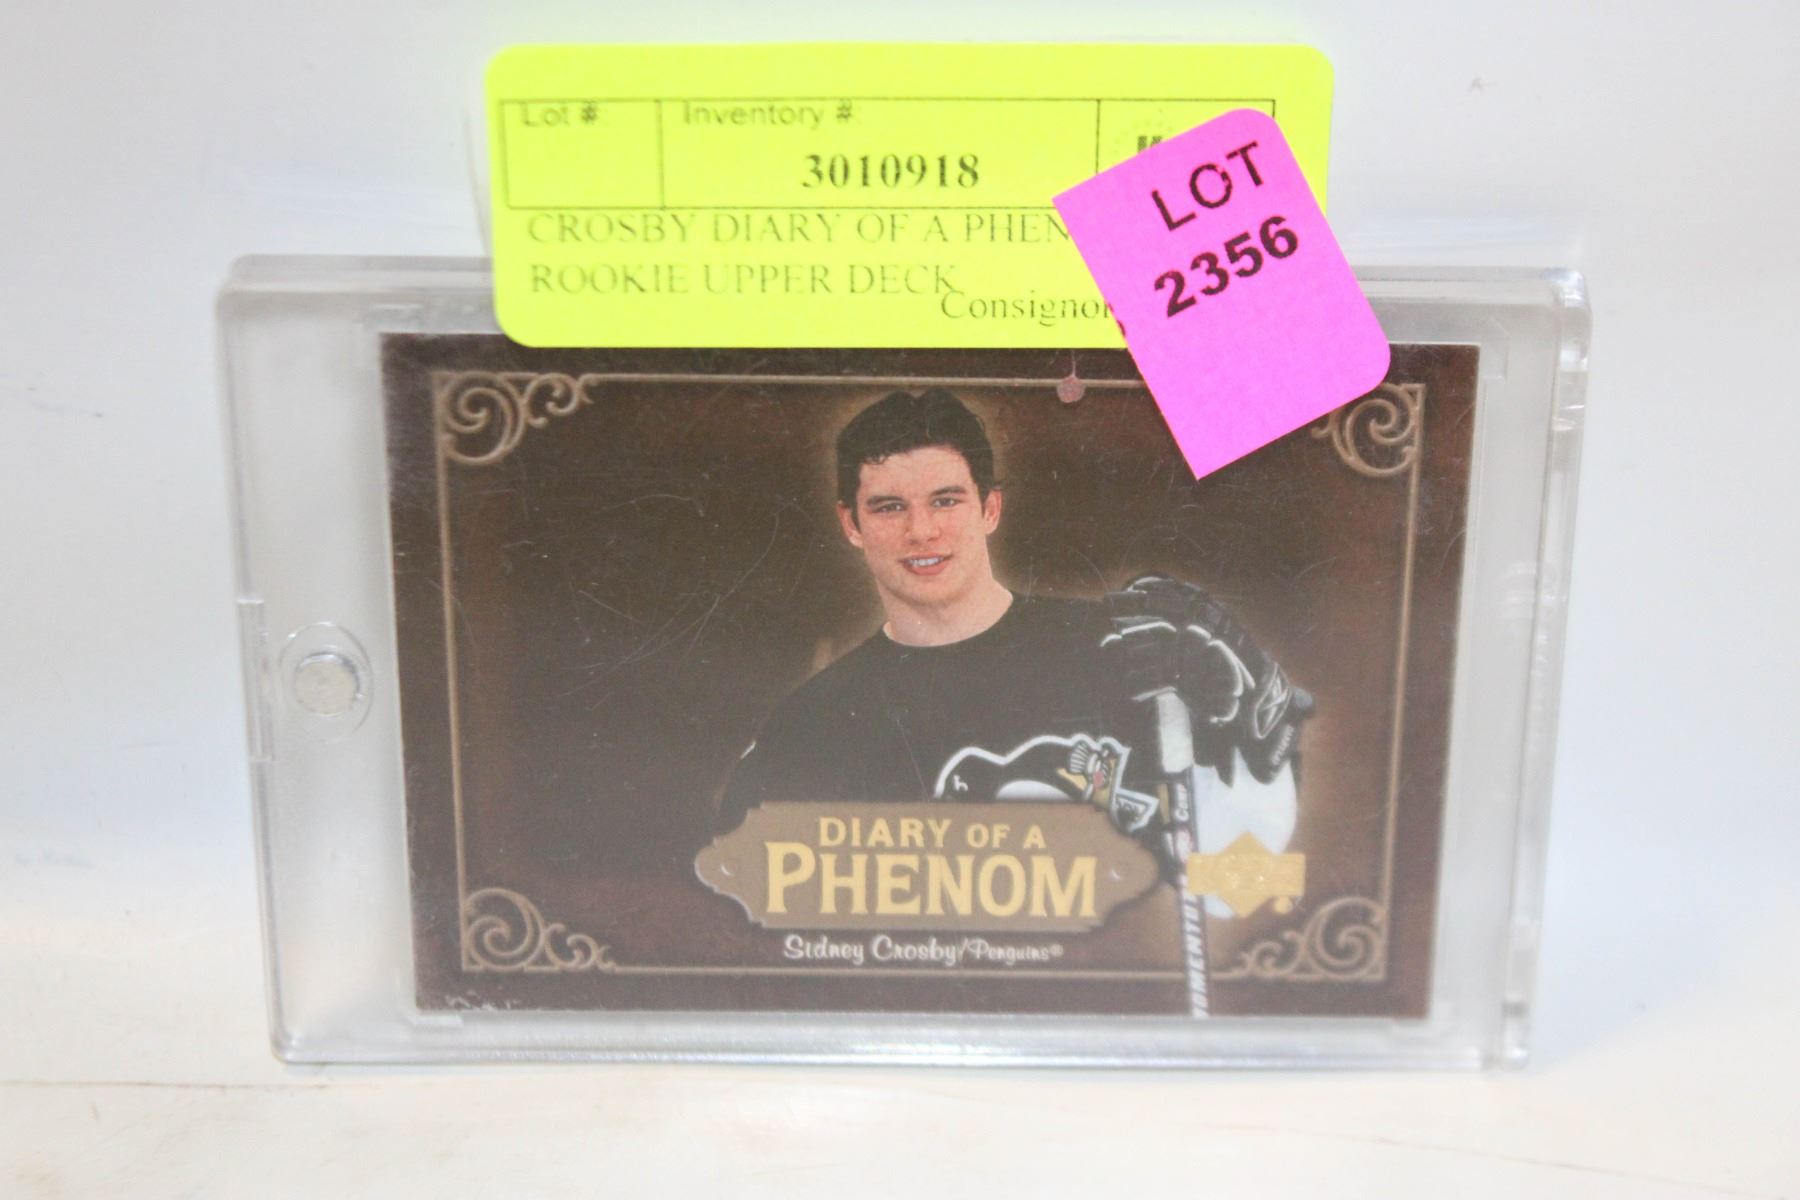 Lot #:
Inventory #:
3010918
CROSBY DIARY OF A PHEN
ROOKIE UPPER DECK
Consignor
LOT
2356
DIARY OF A
PHENOM
Sidney Crosby/Penguins®